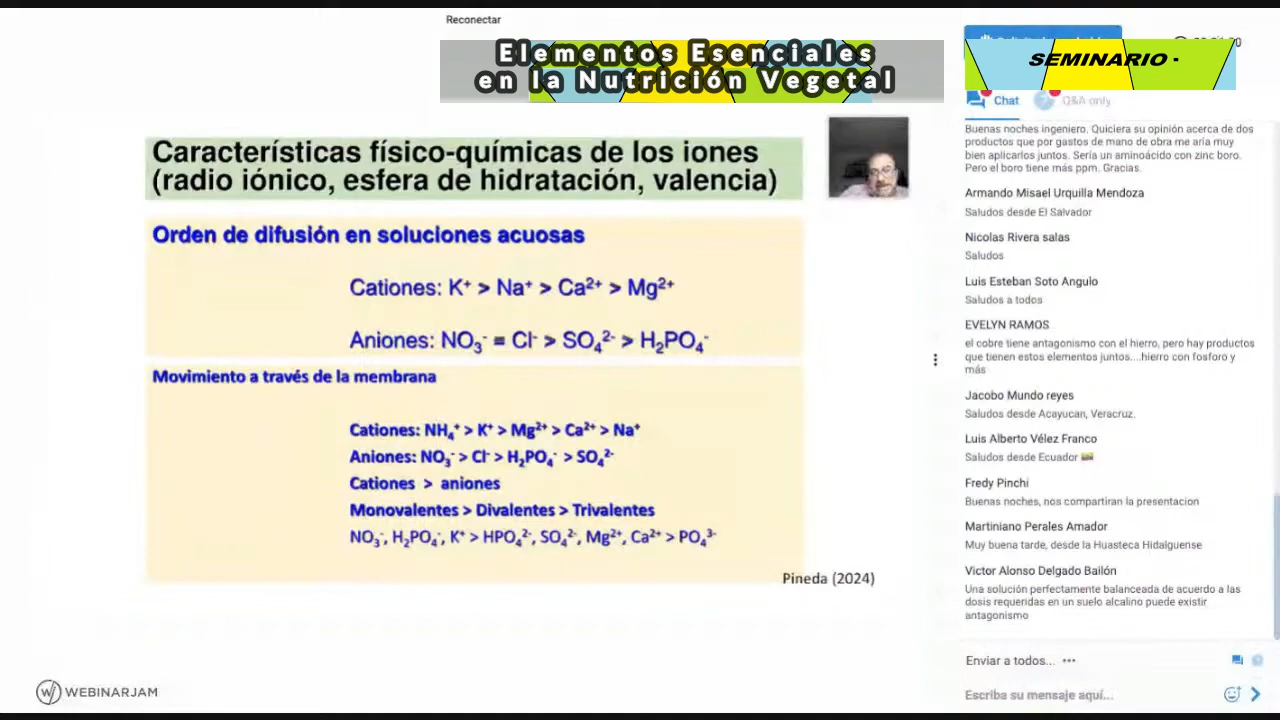 Reconectar
Elementos Esenciales
en la Nutrición Vegetal
SEMINARIO -
Chat
Q&A only
Características físico-químicas de los iones
(radio iónico, esfera de hidratación, valencia)
Orden de difusión en soluciones acuosas
Cationes: K⁺ > Na⁺ > Ca²⁺ > Mg²⁺
Aniones: NO₃⁻ = Cl⁻ > SO₄²⁻ > H₂PO₄⁻
Movimiento a través de la membrana
Cationes: NH₄⁺ > K⁺ > Mg²⁺ > Ca²⁺ > Na⁺
Aniones: NO₃⁻ > Cl⁻ > H₂PO₄⁻ > SO₄²⁻
Cationes > aniones
Monovalentes > Divalentes > Trivalentes
NO₃⁻, H₂PO₄⁻, K⁺ > HPO₄²⁻, SO₄²⁻, Mg²⁺, Ca²⁺ > PO₄³⁻
Pineda (2024)
WEBINARJAM
Buenas noches ingeniero. Quiciera su opinión acerca de dos
productos que por gastos de mano de obra me aria muy
bien aplicarlos juntos. Sería un aminoácido con zinc boro.
Pero el boro tiene más ppm. Gracias.
Armando Misael Urquilla Mendoza
Saludos desde El Salvador
Nicolas Rivera salas
Saludos
Luis Esteban Soto Angulo
Saludos a todos
EVELYN RAMOS
el cobre tiene antagonismo con el hierro, pero hay productos
que tienen estos elementos juntos....hierro con fosforo y
más
Jacobo Mundo reyes
Saludos desde Acayucan, Veracruz.
Luis Alberto Vélez Franco
Saludos desde Ecuador 🇪🇨
Fredy Pinchi
Buenas noches, nos compartiran la presentacion
Martiniano Perales Amador
Muy buena tarde, desde la Huasteca Hidalguense
Victor Alonso Delgado Bailón
Una solución perfectamente balanceada de acuerdo a las
dosis requeridas en un suelo alcalino puede existir
antagonismo
Enviar a todos... •••
Escriba su mensaje aquí...